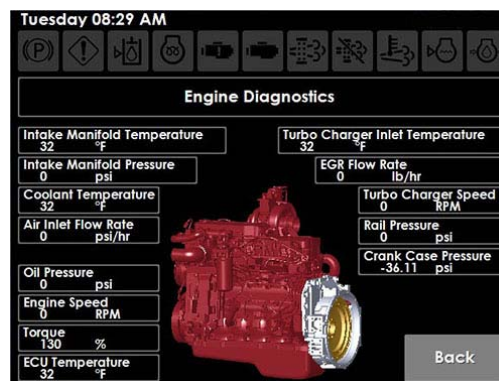 Tuesday 08:29 AM
Engine Diagnostics
Intake Manifold Temperature
32 °F
Turbo Charger Inlet Temperature
32 °F
Intake Manifold Pressure
0 psi
EGR Flow Rate
0 lb/hr
Coolant Temperature
32 °F
Turbo Charger Speed
0 RPM
Air Inlet Flow Rate
0 psi/hr
Rail Pressure
0 psi
Crank Case Pressure
-36.11 psi
Oil Pressure
0 psi
Engine Speed
0 RPM
Torque
130 %
ECU Temperature
32 °F
Back